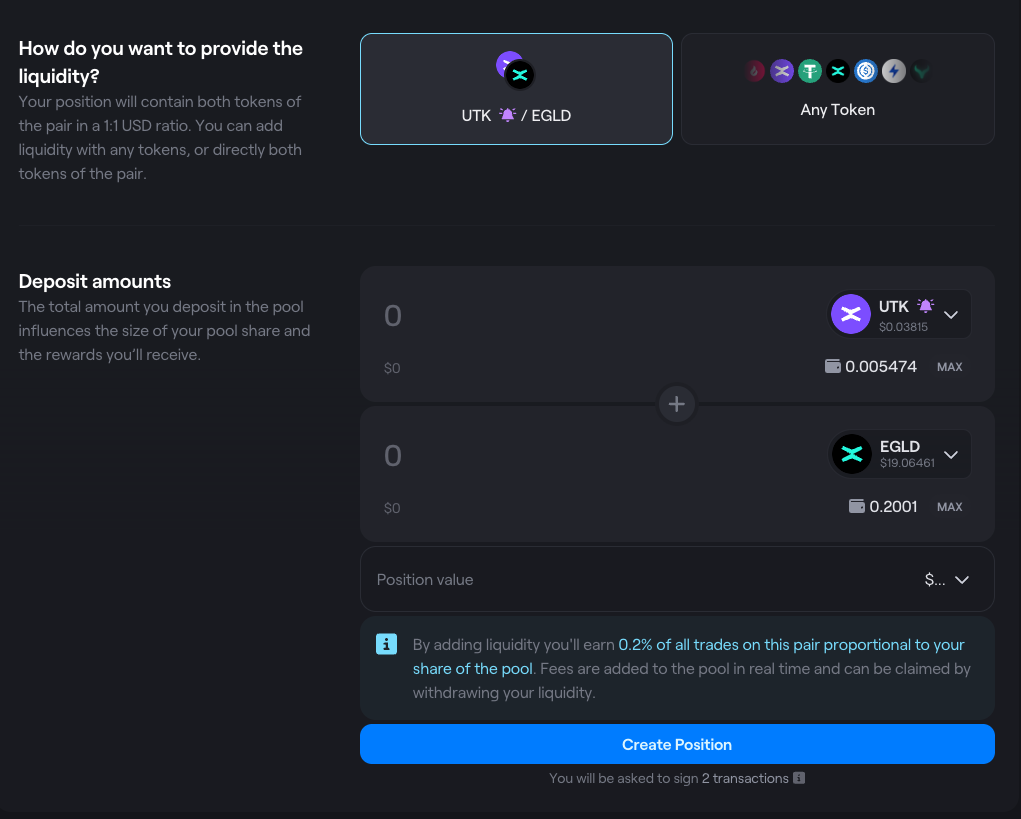 How do you want to provide the
liquidity?
Your position will contain both tokens of
the pair in a 1:1 USD ratio. You can add
liquidity with any tokens, or directly both
tokens of the pair.
UTK / EGLD
Any Token
Deposit amounts
The total amount you deposit in the pool
influences the size of your pool share and
the rewards you’ll receive.
0
UTK
$0.03815
$0
0.005474 MAX
0
EGLD
$19.06461
$0
0.2001 MAX
Position value
$...
By adding liquidity you'll earn 0.2% of all trades on this pair proportional to your
share of the pool. Fees are added to the pool in real time and can be claimed by
withdrawing your liquidity.
Create Position
You will be asked to sign 2 transactions